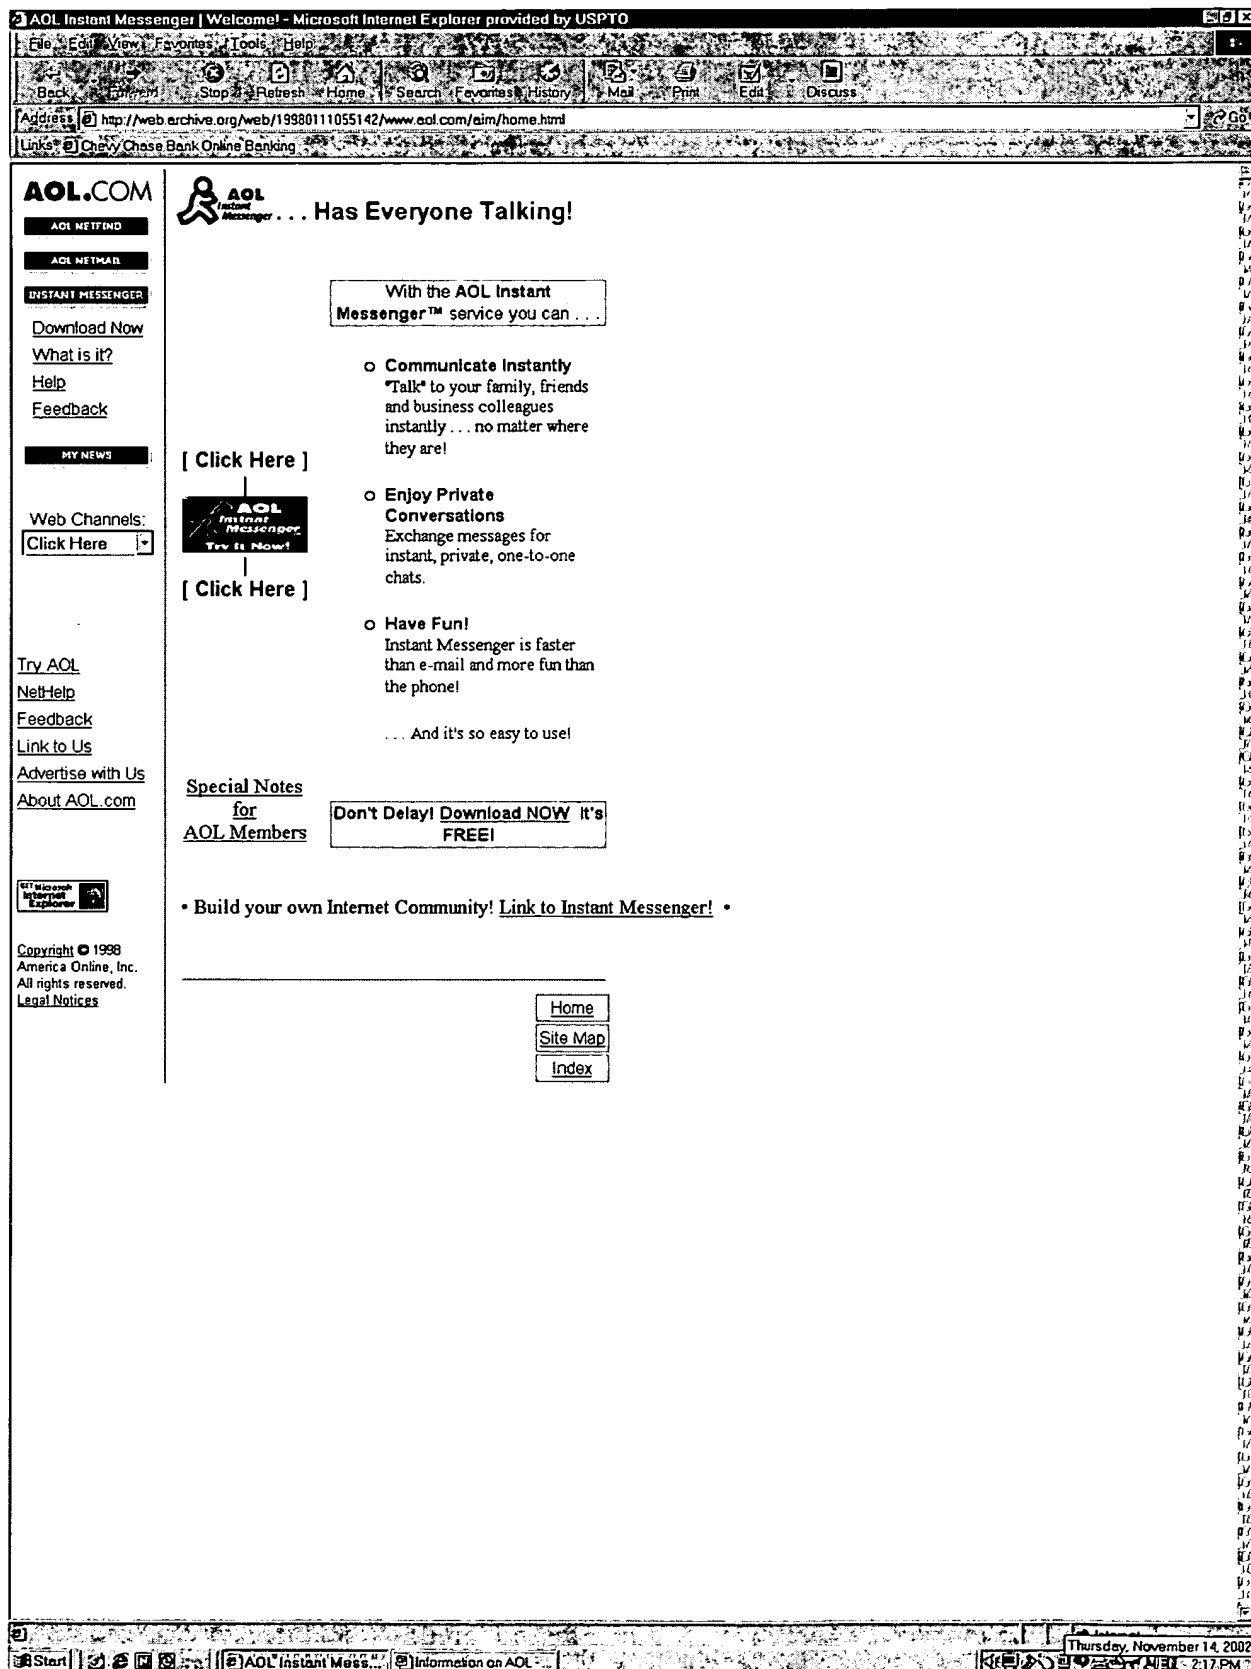 AOL Instant Messenger | Welcome! - Microsoft Internet Explorer provided by USPTO
File Edit View Favorites Tools Help
Back Forward Stop Refresh Home Search Favorites History Mail Print Edit Discuss
Address http://web.archive.org/web/19980111055142/www.aol.com/aim/home.html Go
Links Chevy Chase Bank Online Banking
AOL.COM
AOL NETFIND
AOL NETMAIL
INSTANT MESSENGER
Download Now
What is it?
Help
Feedback
MY NEWS
Web Channels:
Click Here
Try AOL
NetHelp
Feedback
Link to Us
Advertise with Us
About AOL.com
GET Microsoft
Internet
Explorer
Copyright © 1998
America Online, Inc.
All rights reserved.
Legal Notices
AOL
Instant
Messenger . . . Has Everyone Talking!
With the AOL Instant
Messenger™ service you can . . .
[ Click Here ]
AOL
Instant
Messenger
Try It Now!
[ Click Here ]
o Communicate Instantly
"Talk" to your family, friends
and business colleagues
instantly . . . no matter where
they are!
o Enjoy Private
Conversations
Exchange messages for
instant, private, one-to-one
chats.
o Have Fun!
Instant Messenger is faster
than e-mail and more fun than
the phone!
. . . And it's so easy to use!
Special Notes
for
AOL Members
Don't Delay! Download NOW It's
FREE!
• Build your own Internet Community! Link to Instant Messenger! •
Home
Site Map
Index
Internet
Thursday, November 14, 2002
Start AOL Instant Mess... Information on AOL ... 2:17 PM